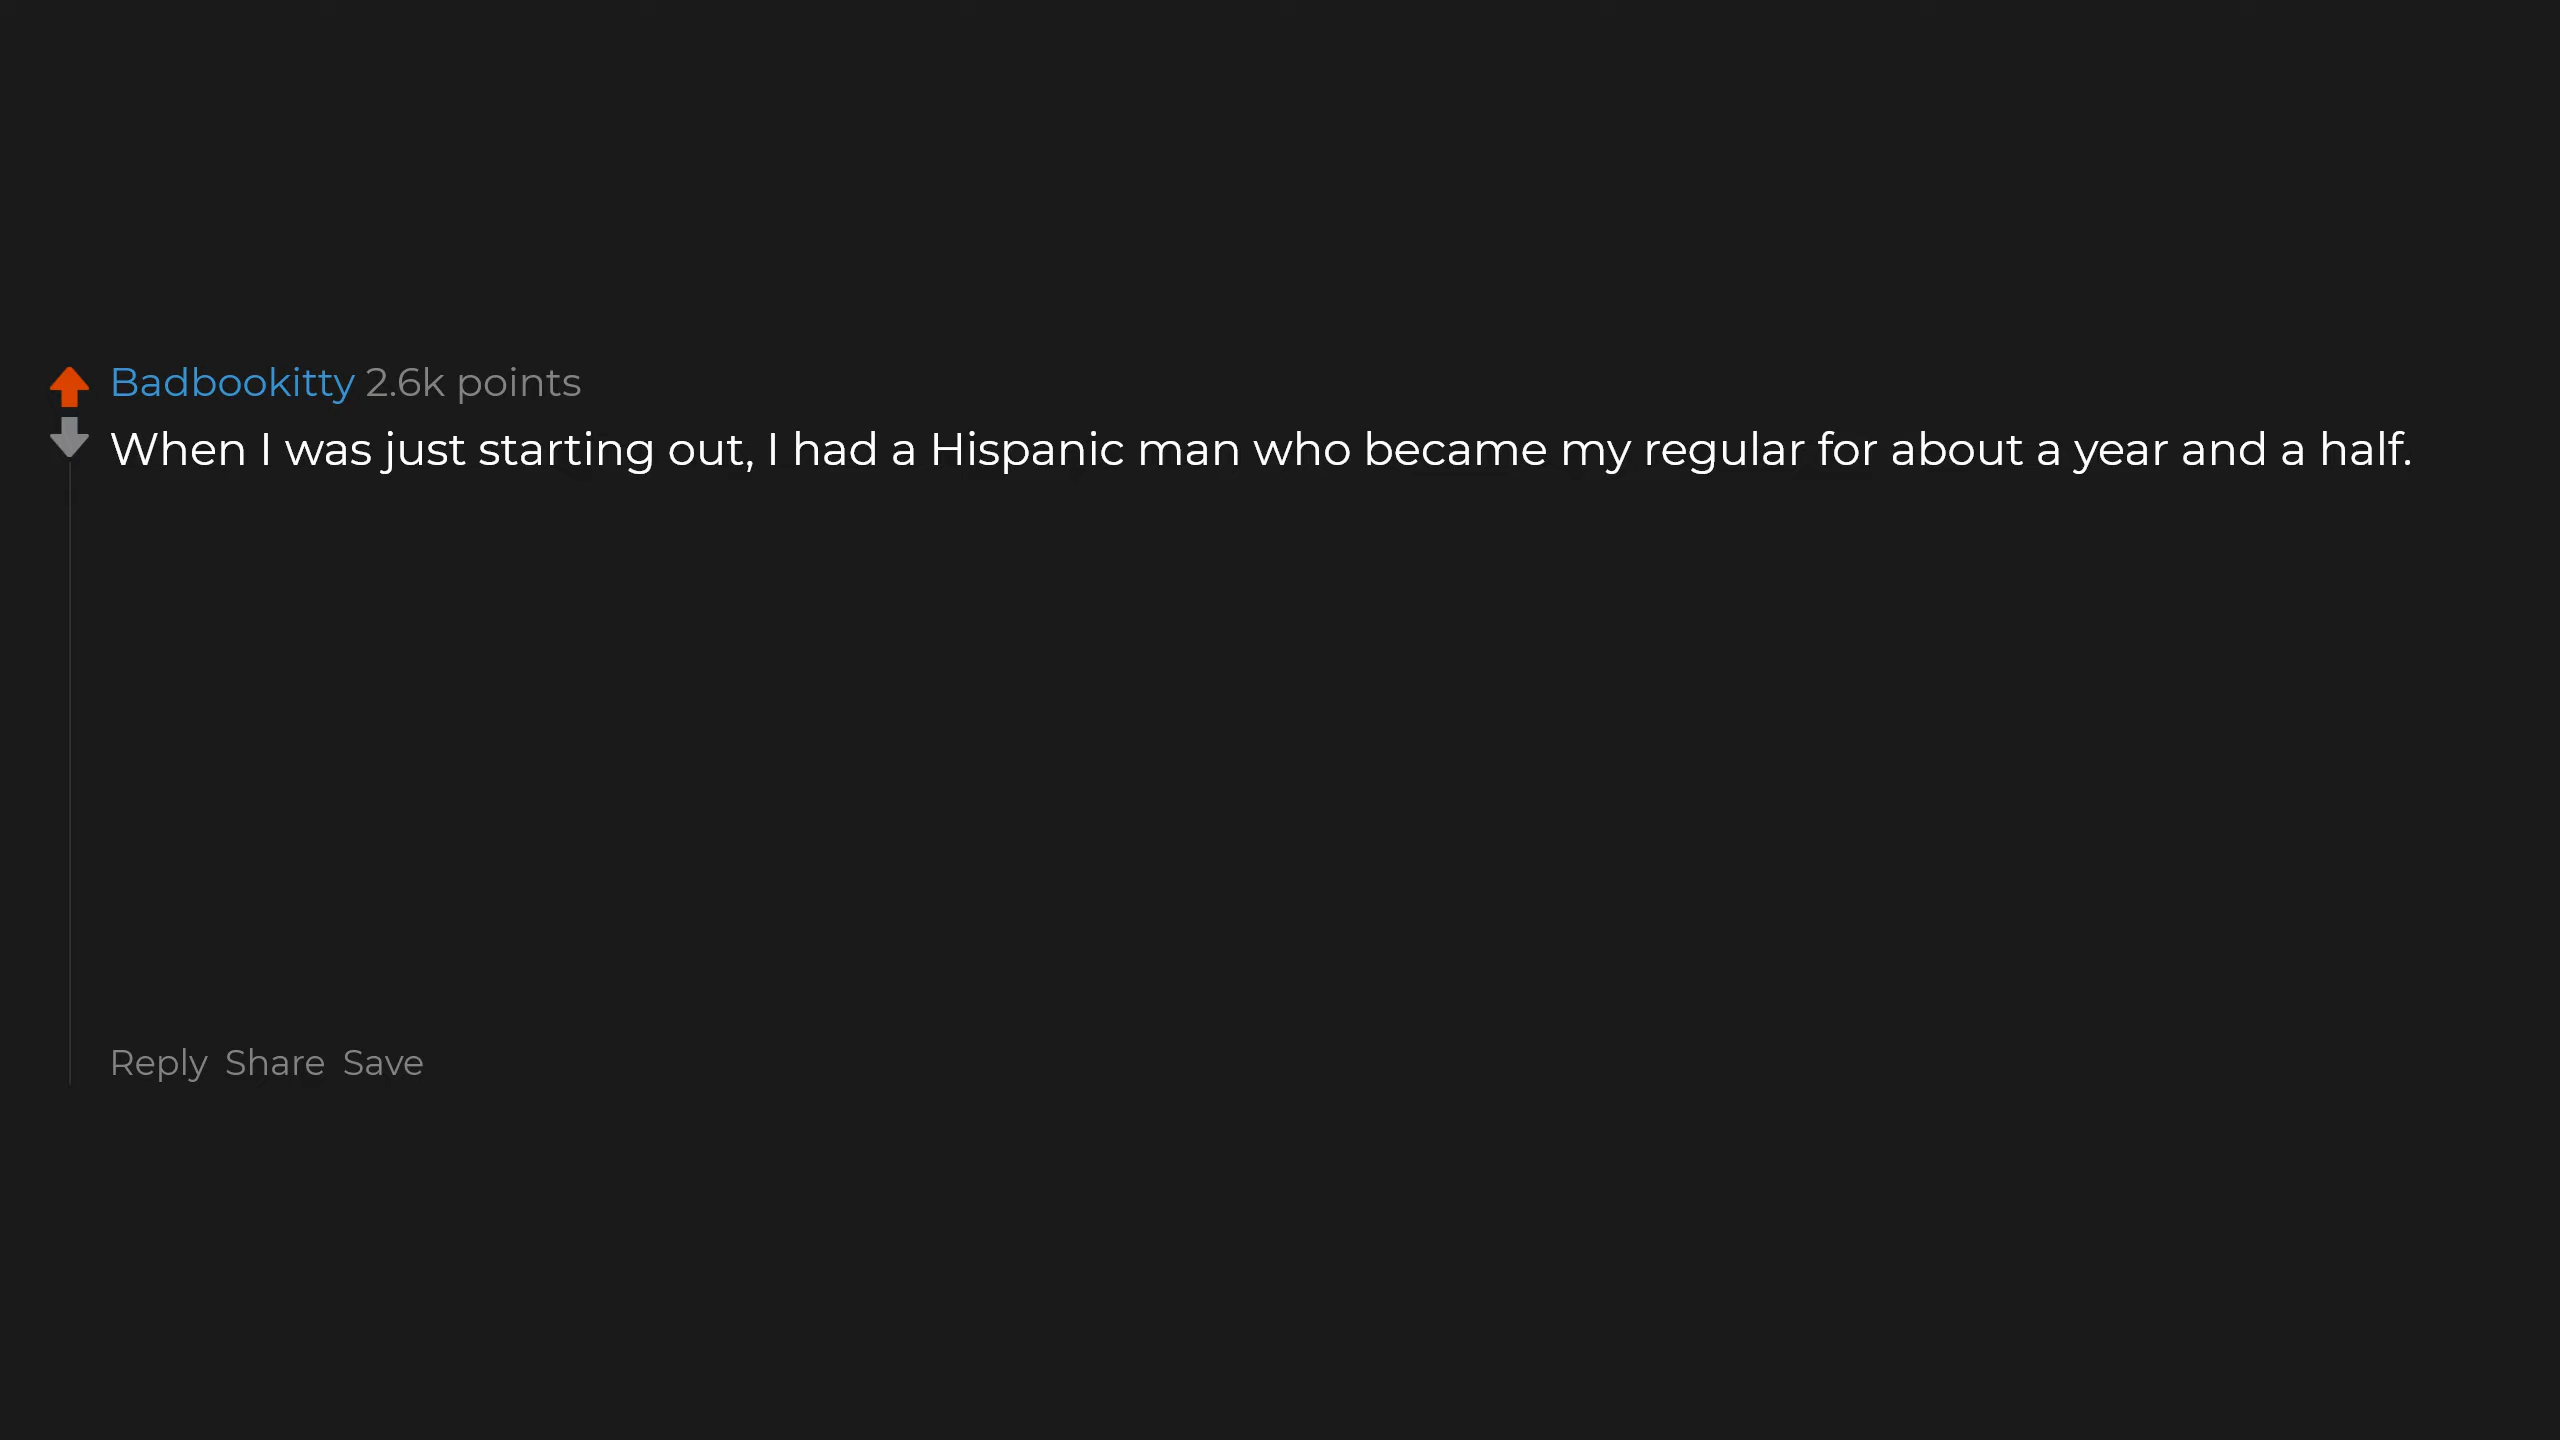 Badbookitty 2.6k points
When I was just starting out, I had a Hispanic man who became my regular for about a year and a half.
Reply Share Save